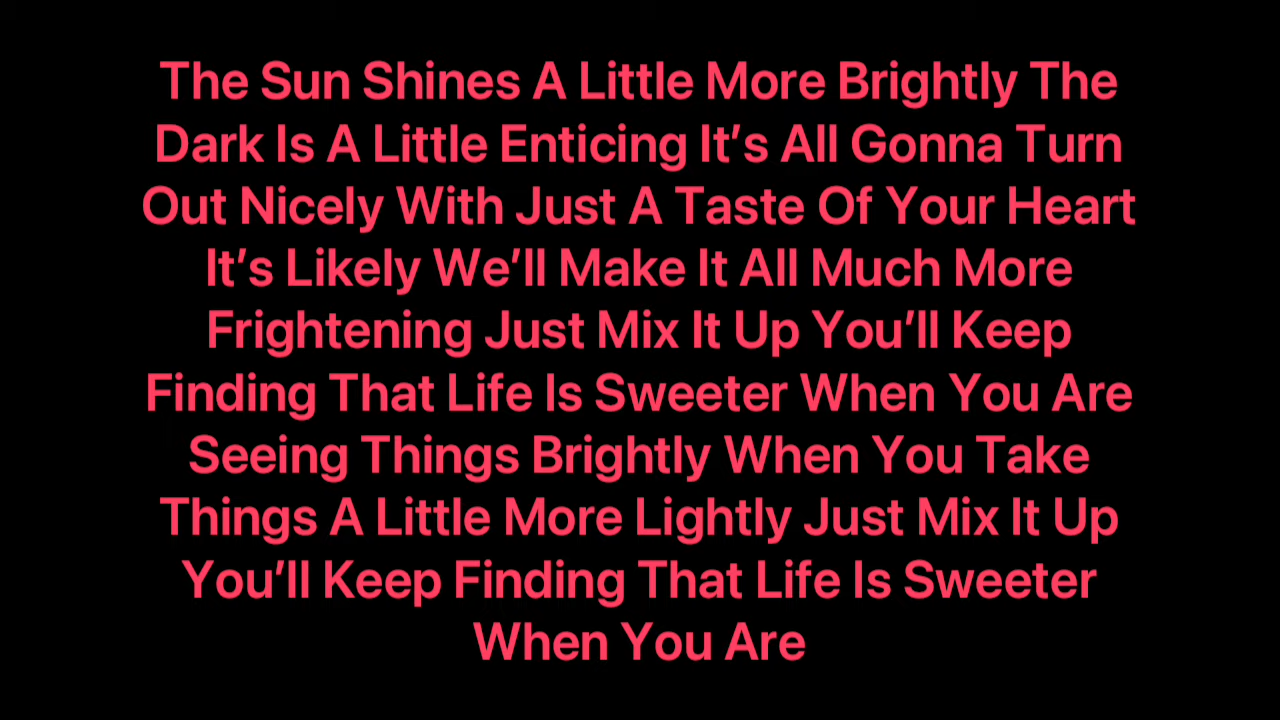 The Sun Shines A Little More Brightly The
Dark Is A Little Enticing It’s All Gonna Turn
Out Nicely With Just A Taste Of Your Heart
It’s Likely We’ll Make It All Much More
Frightening Just Mix It Up You’ll Keep
Finding That Life Is Sweeter When You Are
Seeing Things Brightly When You Take
Things A Little More Lightly Just Mix It Up
You’ll Keep Finding That Life Is Sweeter
When You Are